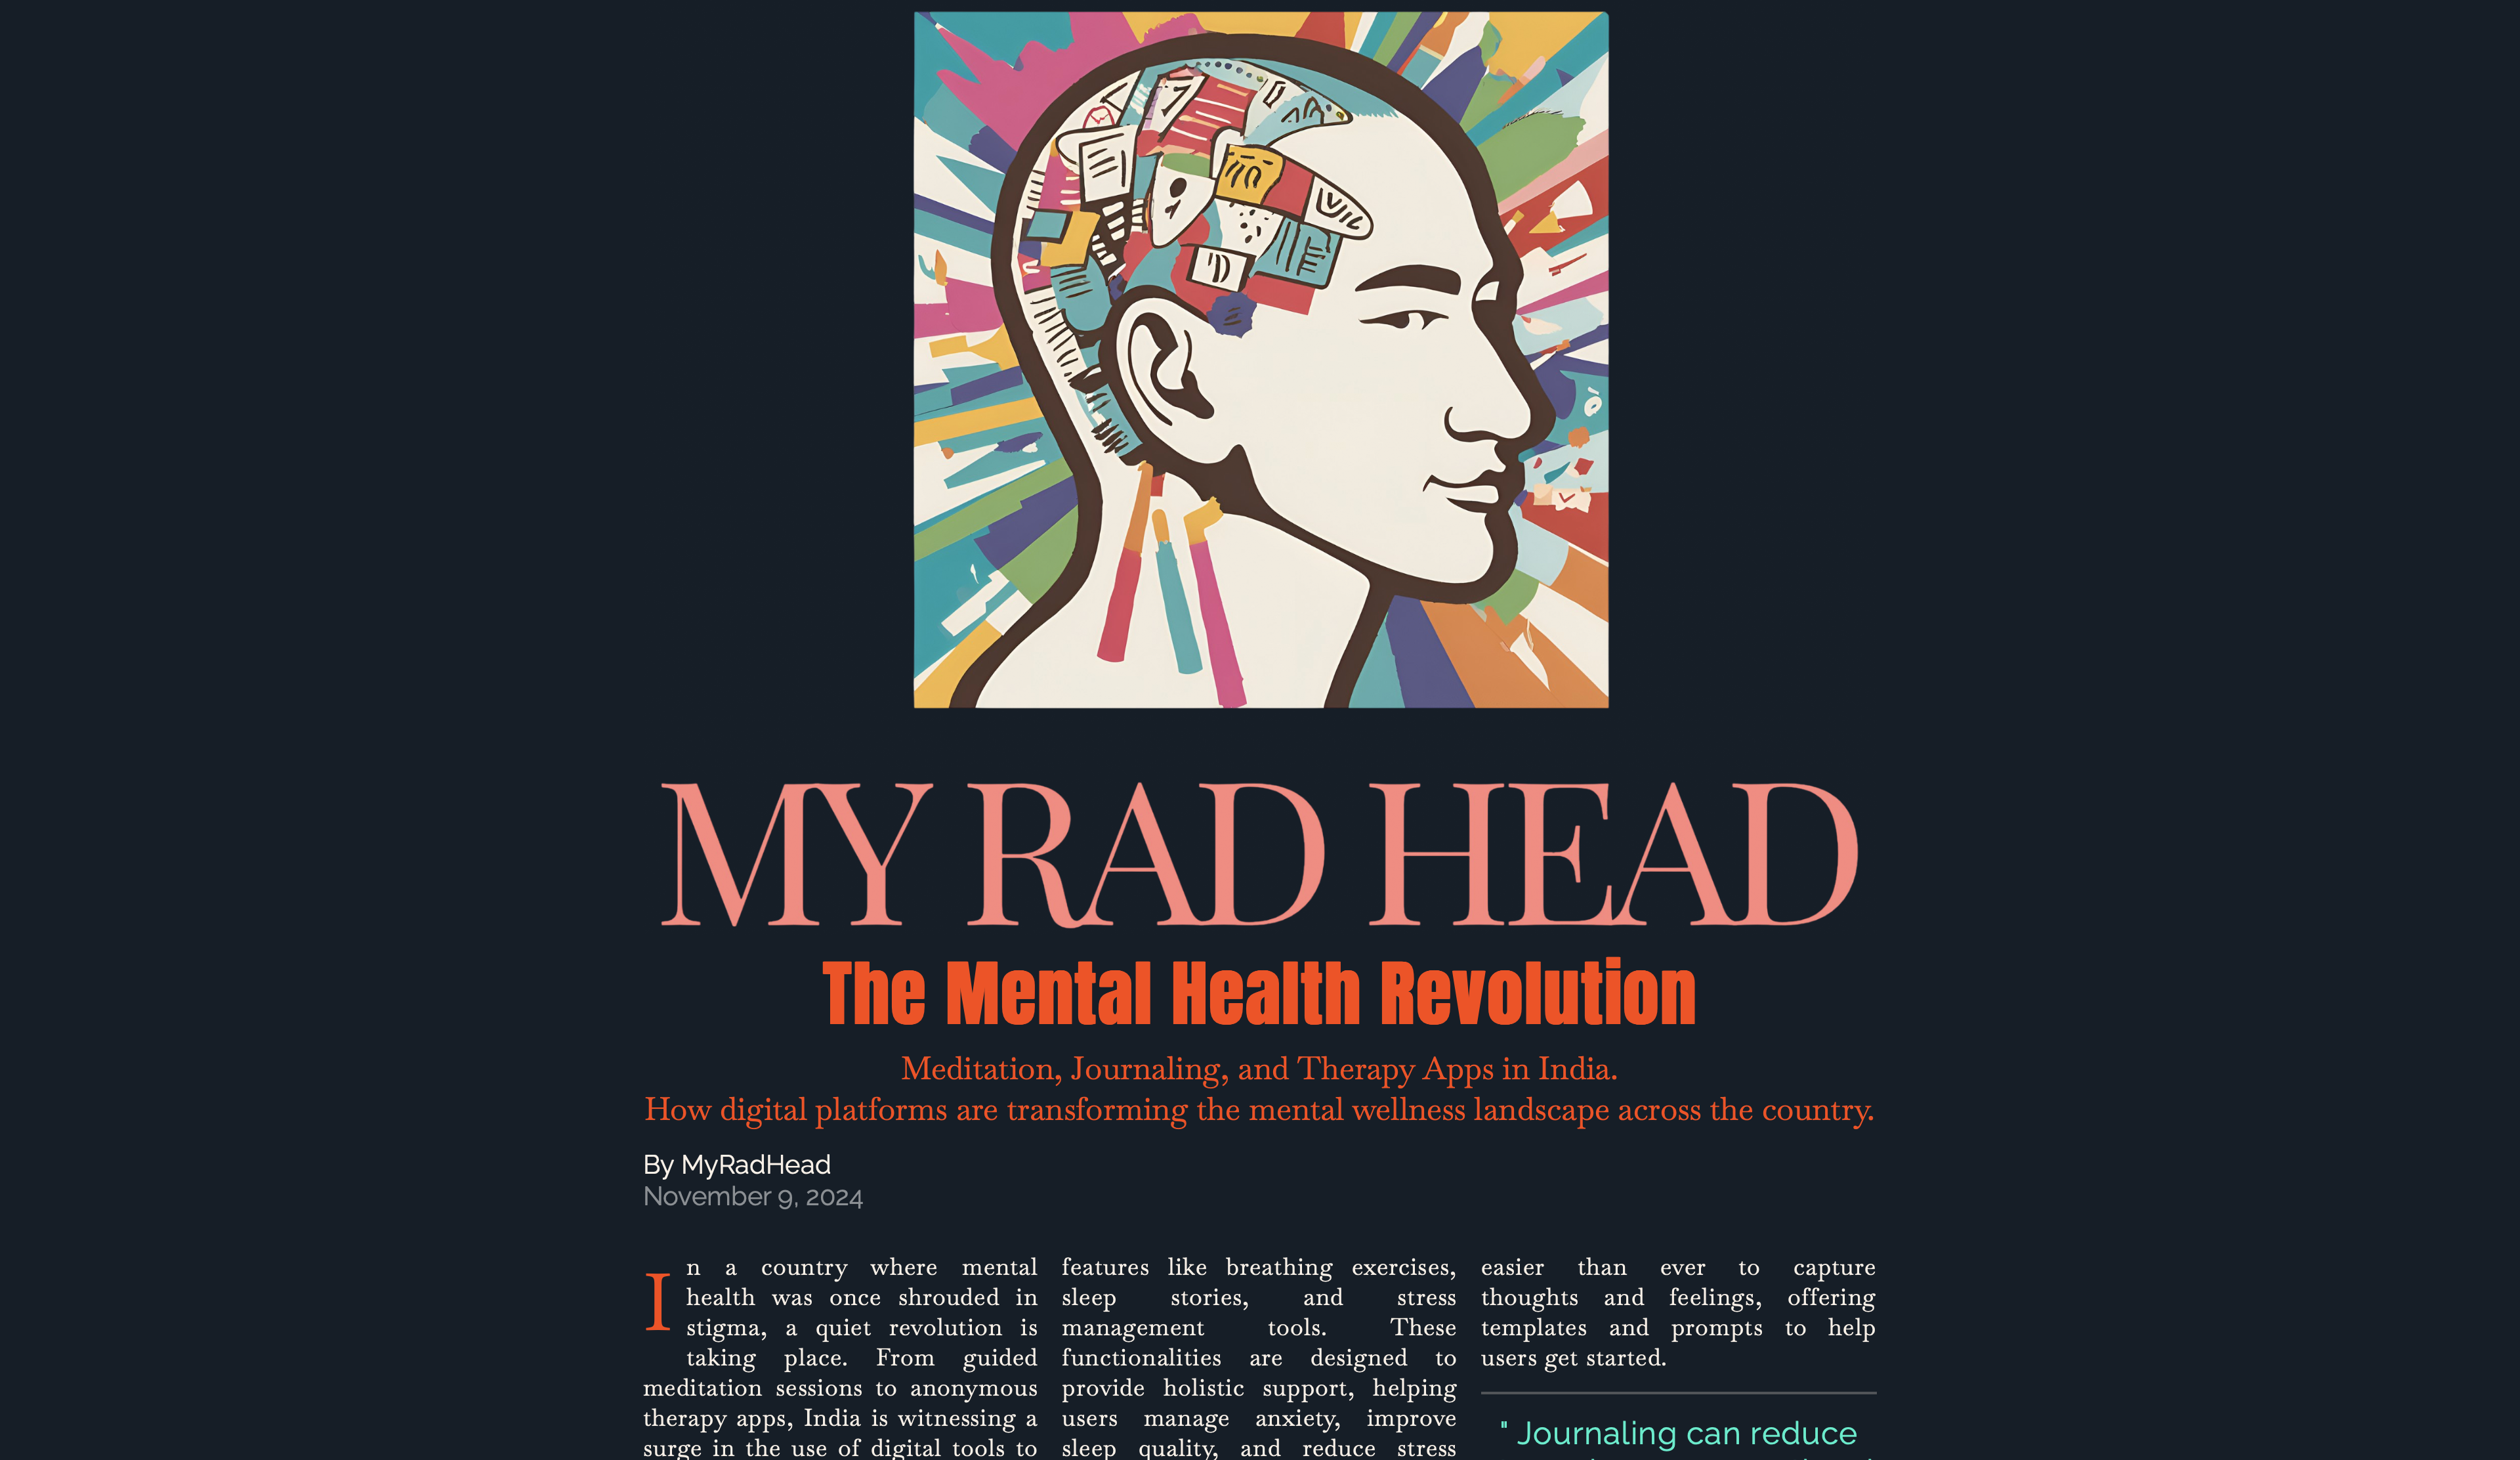 MY RAD HEAD
The Mental Health Revolution
Meditation, Journaling, and Therapy Apps in India.
How digital platforms are transforming the mental wellness landscape across the country.
By MyRadHead
November 9, 2024
In a country where mental
health was once shrouded in
stigma, a quiet revolution is
taking place. From guided
meditation sessions to anonymous
therapy apps, India is witnessing a
surge in the use of digital tools to
features like breathing exercises,
sleep stories, and stress
management tools. These
functionalities are designed to
provide holistic support, helping
users manage anxiety, improve
sleep quality, and reduce stress
easier than ever to capture
thoughts and feelings, offering
templates and prompts to help
users get started.
" Journaling can reduce